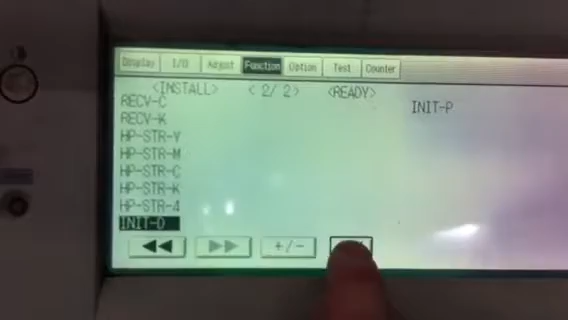 Display I/O Adjust Function Option Test Counter
<INSTALL> < 2/ 2> <READY>
RECV-C INIT-P
RECV-K
HP-STR-Y
HP-STR-M
HP-STR-C
HP-STR-K
HP-STR-4
INIT-D
+/-